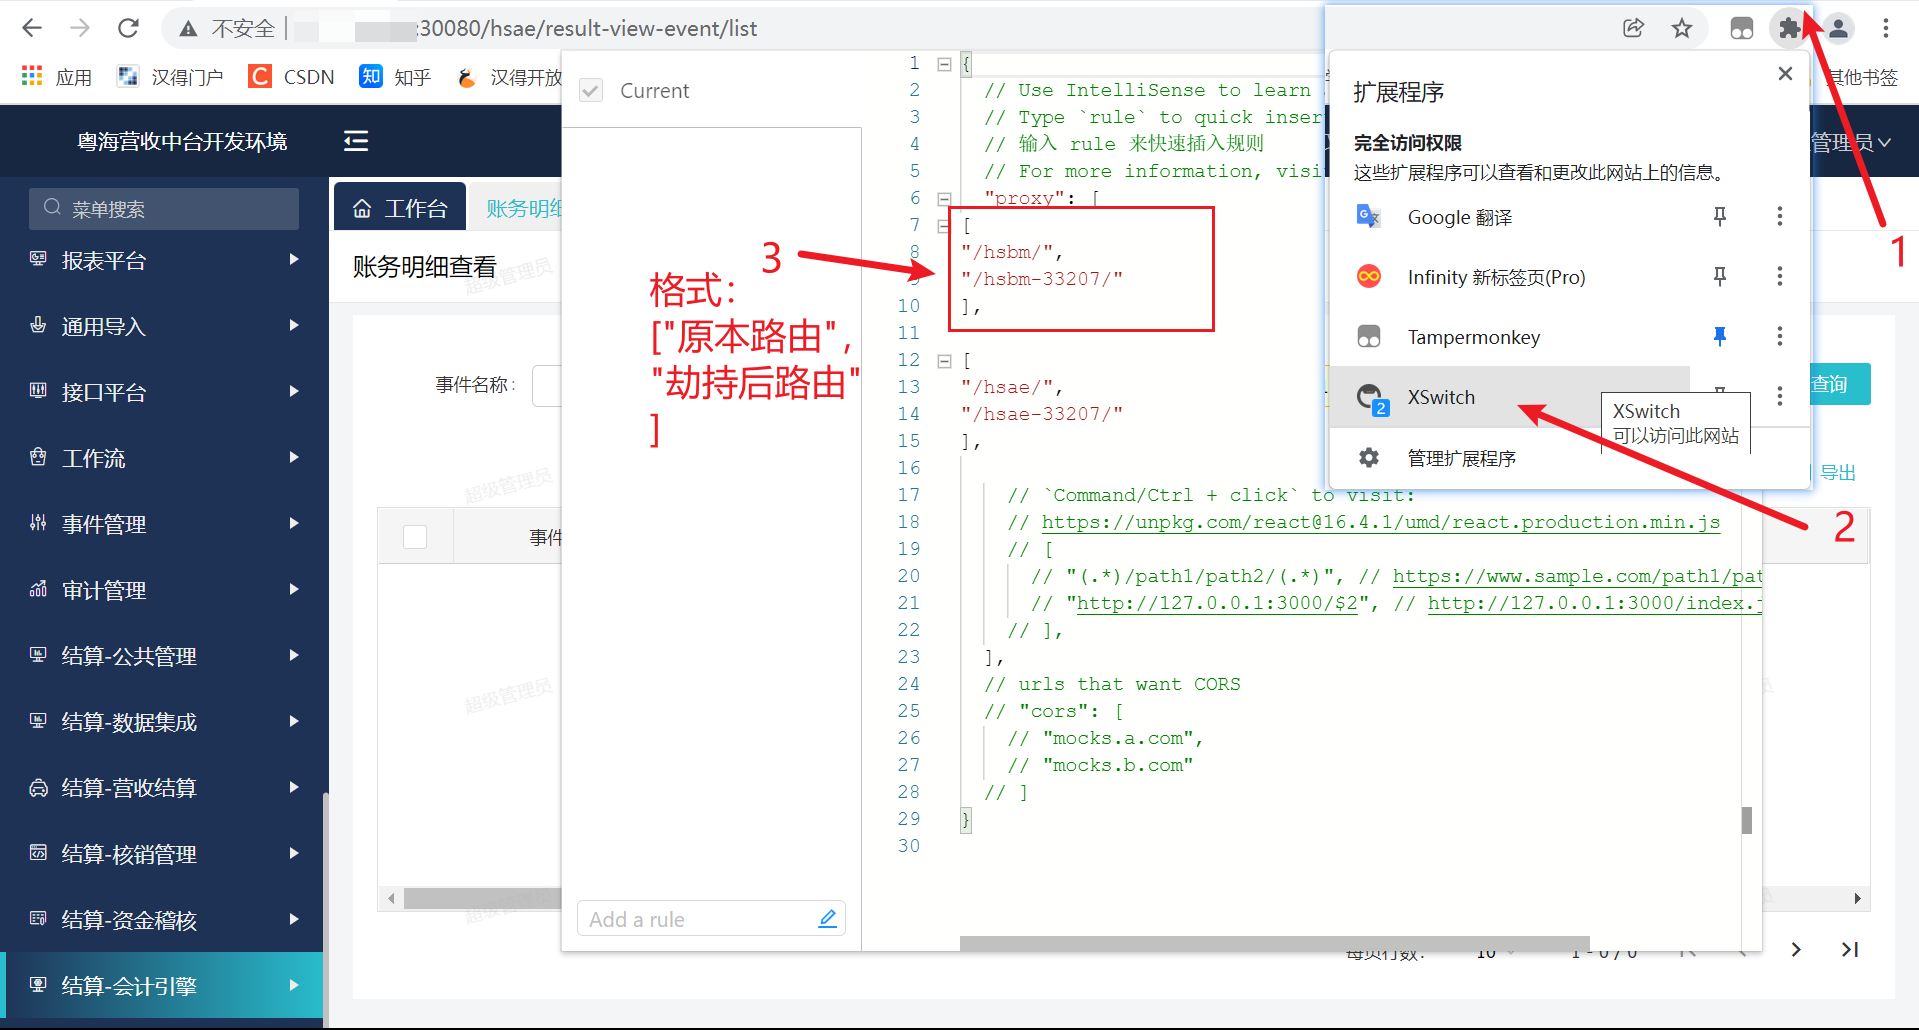 不安全 :30080/hsae/result-view-event/list
应用 汉得门户 CSDN 知乎 汉得开放 其他书签
粤海营收中台开发环境 管理员
菜单搜索
报表平台
通用导入
接口平台
工作流
事件管理
审计管理
结算-公共管理
结算-数据集成
结算-营收结算
结算-核销管理
结算-资金稽核
结算-会计引擎
工作台 账务明细
账务明细查看
超级管理员
事件名称：
查询
导出
超级管理员
事件
超级管理员
超级管理员
每页行数： 10 1 - 0 / 0
Current
Add a rule
1 {
2 // Use IntelliSense to learn
3 // Type `rule` to quick inser
4 // 输入 rule 来快速插入规则
5 // For more information, visi
6 "proxy": [
7 [
8 "/hsbm/",
9 "/hsbm-33207/"
10 ],
11
12 [
13 "/hsae/",
14 "/hsae-33207/"
15 ],
16
17 // `Command/Ctrl + click` to visit:
18 // https://unpkg.com/react@16.4.1/umd/react.production.min.js
19 // [
20 // "(.*)/path1/path2/(.*)", // https://www.sample.com/path1/pat
21 // "http://127.0.0.1:3000/$2", // http://127.0.0.1:3000/index.j
22 // ],
23 ],
24 // urls that want CORS
25 // "cors": [
26 // "mocks.a.com",
27 // "mocks.b.com"
28 // ]
29 }
30
3
格式：
["原本路由",
"劫持后路由"
]
扩展程序
完全访问权限
这些扩展程序可以查看和更改此网站上的信息。
Google 翻译
Infinity 新标签页(Pro)
Tampermonkey
2 XSwitch
XSwitch
可以访问此网站
管理扩展程序
1
2